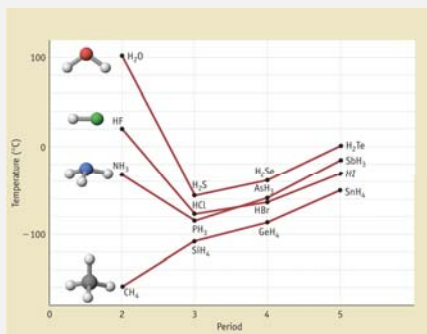 100
0
−100
Temperature (°C)
H₂O
HF
NH₃
CH₄
H₂S
HCl
PH₃
SiH₄
H₂Se
AsH₃
HBr
GeH₄
H₂Te
SbH₃
HI
SnH₄
0
2
3
4
5
Period